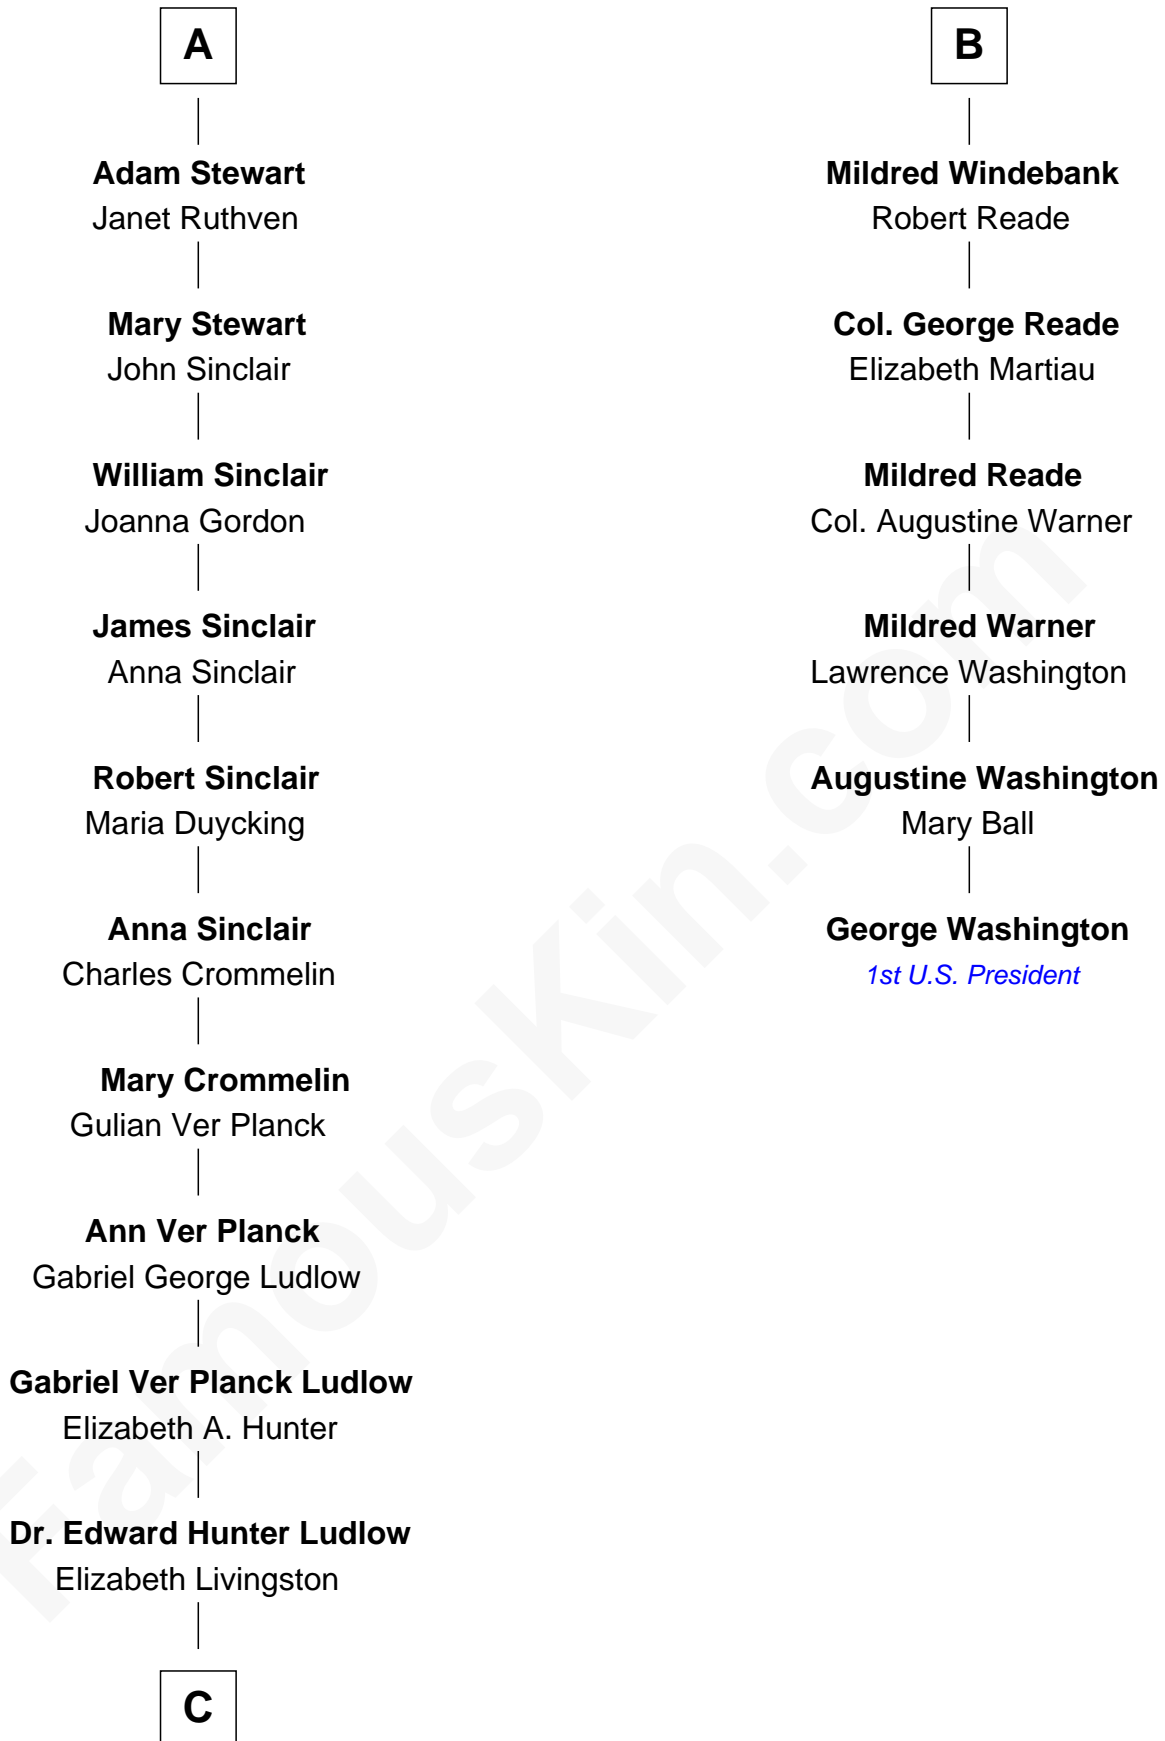 A
Adam Stewart
Janet Ruthven
Mary Stewart
John Sinclair
William Sinclair
Joanna Gordon
James Sinclair
Anna Sinclair
Robert Sinclair
Maria Duycking
Anna Sinclair
Charles Crommelin
Mary Crommelin
Gulian Ver Planck
Ann Ver Planck
Gabriel George Ludlow
Gabriel Ver Planck Ludlow
Elizabeth A. Hunter
Dr. Edward Hunter Ludlow
Elizabeth Livingston
C
B
Mildred Windebank
Robert Reade
Col. George Reade
Elizabeth Martiau
Mildred Reade
Col. Augustine Warner
Mildred Warner
Lawrence Washington
Augustine Washington
Mary Ball
George Washington
1st U.S. President
FamousKin.com